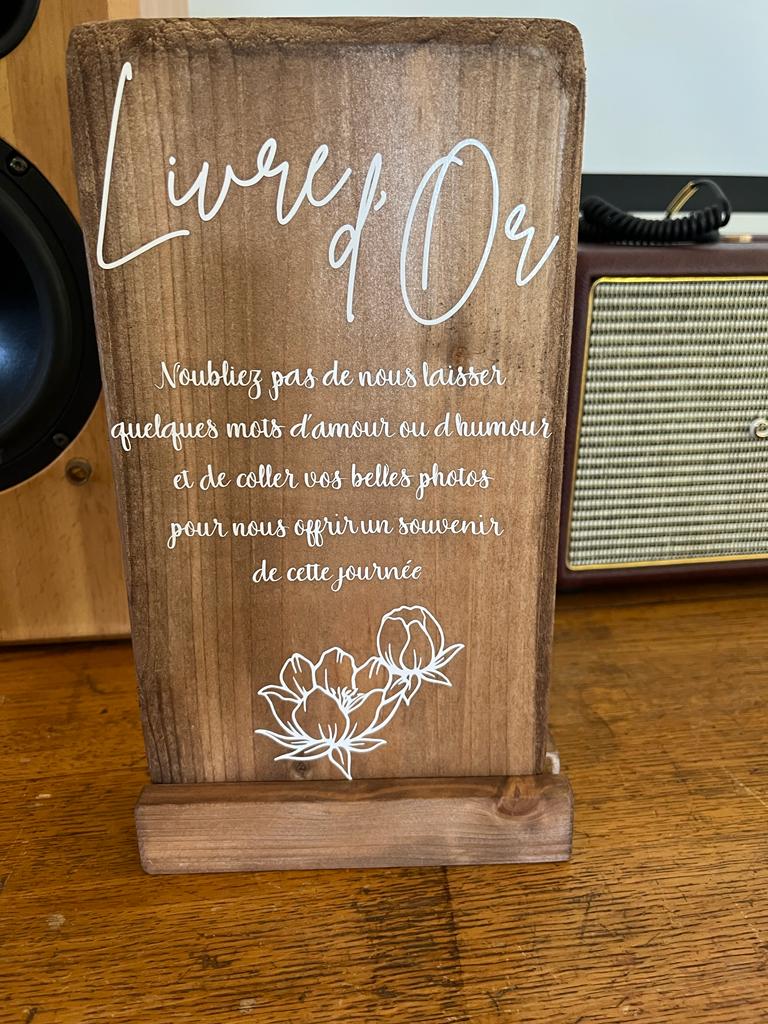 Livre
d'Or
Noubliez pas de nous laisser
quelques mots d'amour ou d'humour
et de coller vos belles photos
pour nous offrir un souvenir
de cette journée